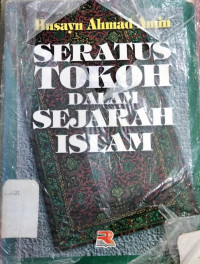 Husayn Ahmad Amin
SERATUS
TOKOH
DALAM
SEJARAH
ISLAM